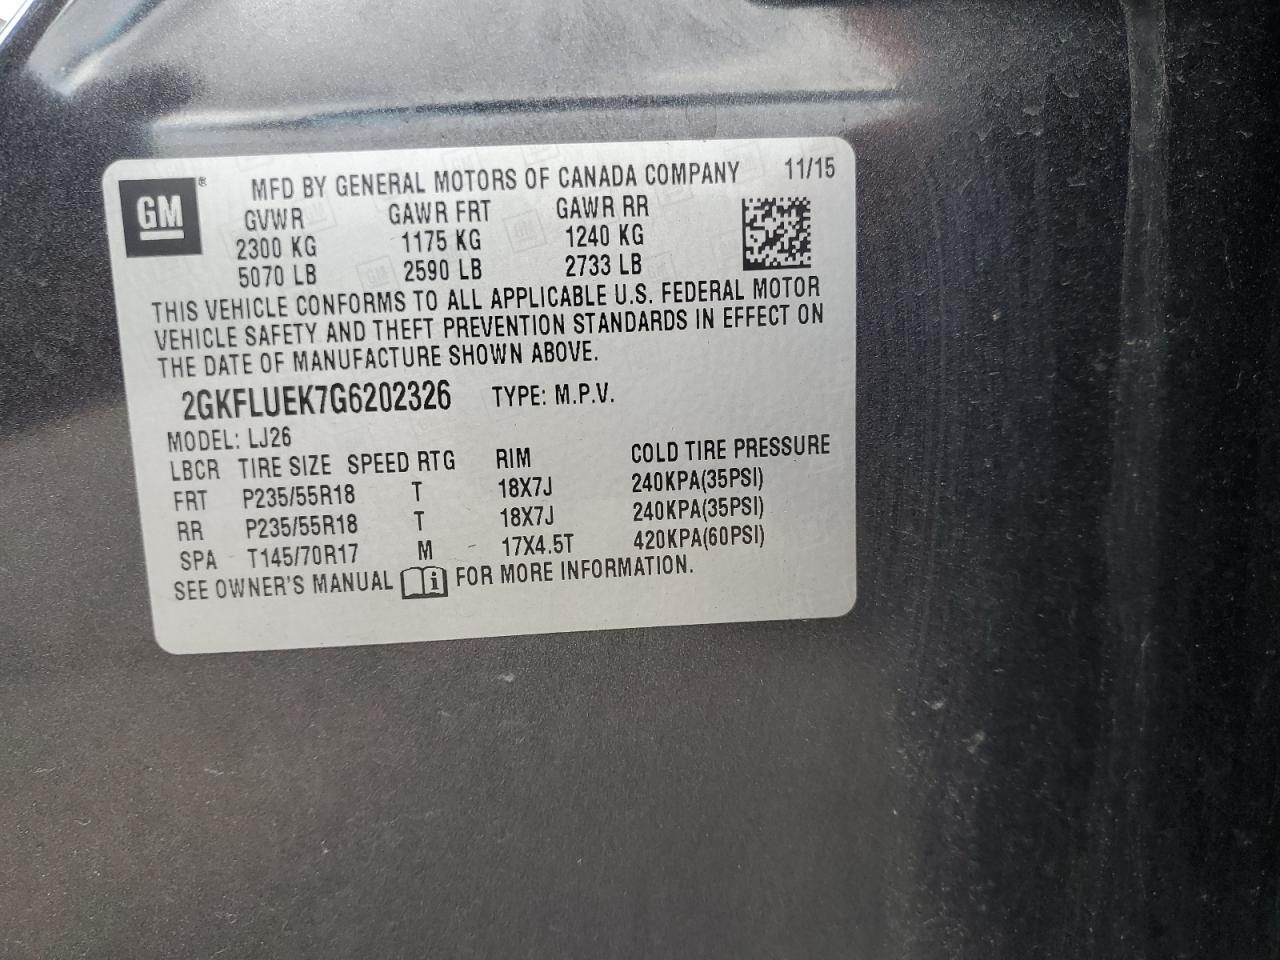 GM ® MFD BY GENERAL MOTORS OF CANADA COMPANY 11/15
GVWR GAWR FRT GAWR RR
2300 KG 1175 KG 1240 KG
5070 LB 2590 LB 2733 LB
THIS VEHICLE CONFORMS TO ALL APPLICABLE U.S. FEDERAL MOTOR
VEHICLE SAFETY AND THEFT PREVENTION STANDARDS IN EFFECT ON
THE DATE OF MANUFACTURE SHOWN ABOVE.
2GKFLUEK7G6202326 TYPE: M.P.V.
MODEL: LJ26
LBCR TIRE SIZE SPEED RTG RIM COLD TIRE PRESSURE
FRT P235/55R18 T 18X7J 240KPA(35PSI)
RR P235/55R18 T 18X7J 240KPA(35PSI)
SPA T145/70R17 M 17X4.5T 420KPA(60PSI)
SEE OWNER'S MANUAL FOR MORE INFORMATION.